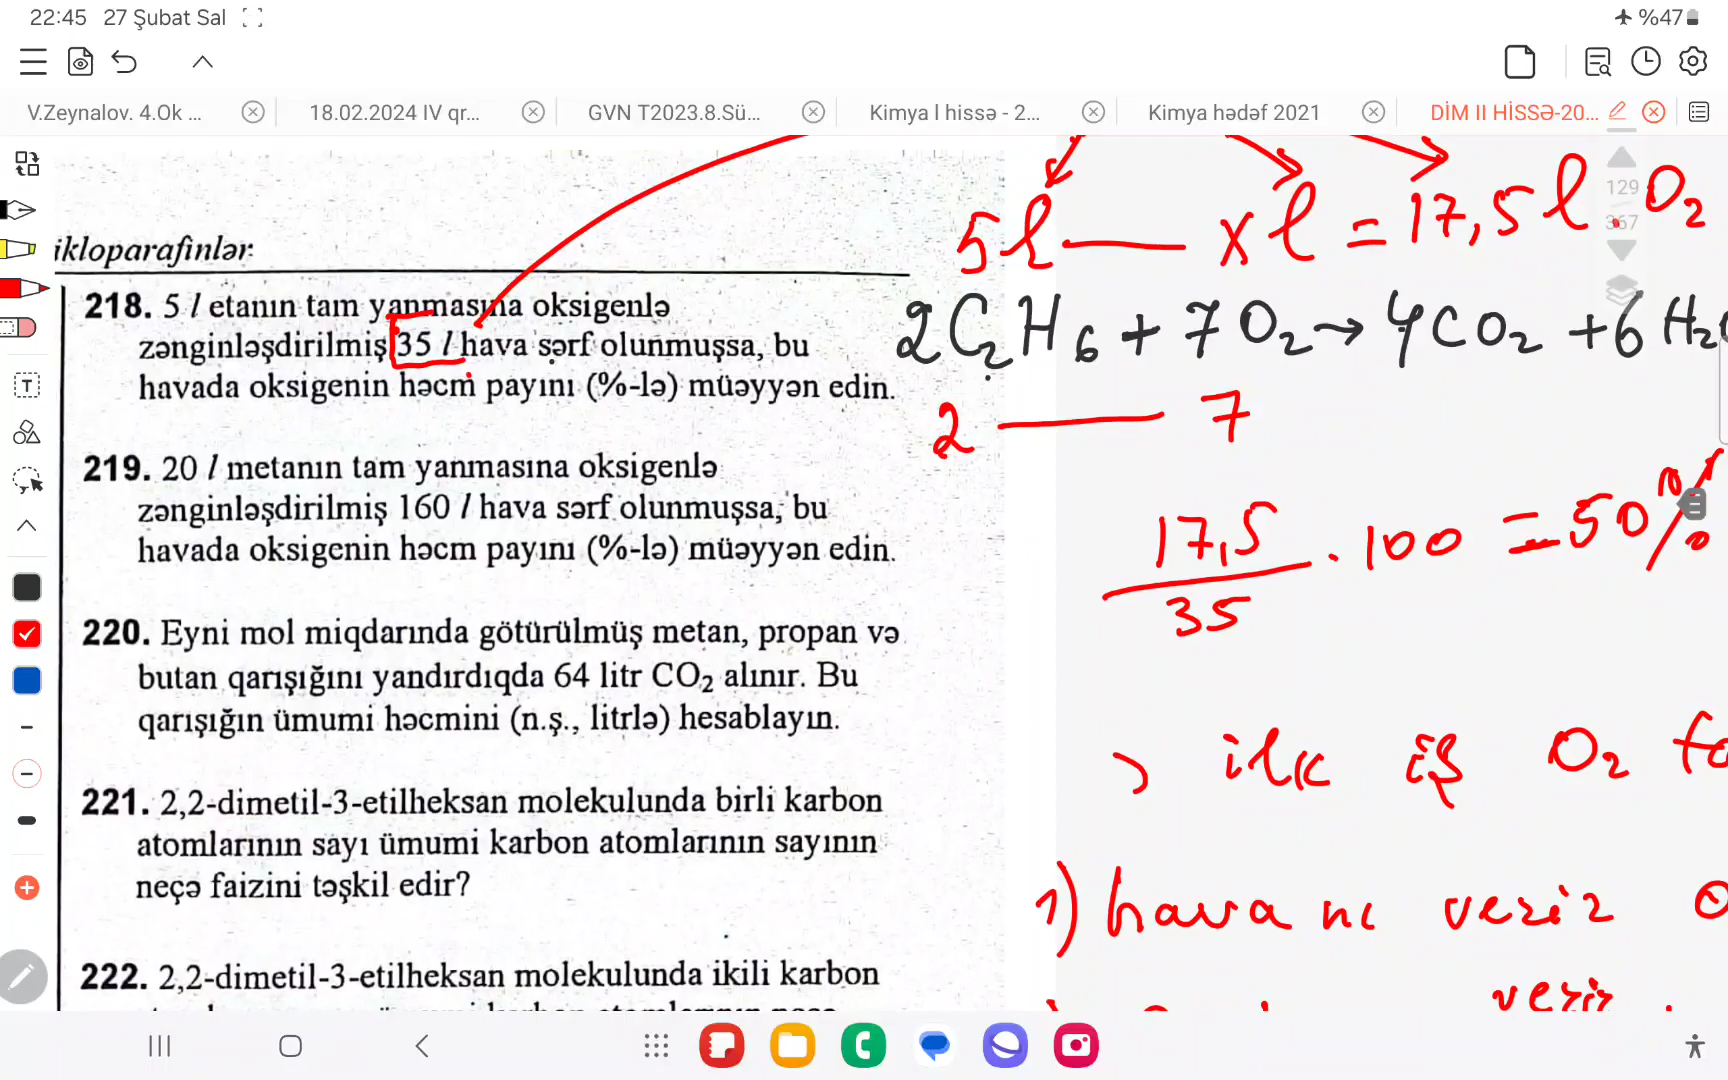 22:45 27 Şubat Sal %47
V.Zeynalov. 4.Ok ... 18.02.2024 IV qr... GVN T2023.8.Sü... Kimya l hissə - 2... Kimya hədəf 2021 DİM II HİSSƏ-20...
129
367
5 l xl = 17,5 l. O₂
ikloparafinlər:
218. 5 l etanın tam yanmasına oksigenlə
zənginləşdirilmiş 35 l hava sərf olunmuşsa, bu
havada oksigenin həcm payını (%-lə) müəyyən edin.
2C₂H₆ + 7O₂ → 4CO₂ + 6H₂
2 7
219. 20 l metanın tam yanmasına oksigenlə
zənginləşdirilmiş 160 l hava sərf olunmuşsa, bu
havada oksigenin həcm payını (%-lə) müəyyən edin.
17,5
35
. 100 = 50%
220. Eyni mol miqdarında götürülmüş metan, propan və
butan qarışığını yandırdıqda 64 litr CO₂ alınır. Bu
qarışığın ümumi həcmini (n.ş., litrlə) hesablayın.
ilk iş O₂
221. 2,2-dimetil-3-etilheksan molekulunda birli karbon
atomlarının sayı ümumi karbon atomlarının sayının
neçə faizini təşkil edir?
1) havanı verir
222. 2,2-dimetil-3-etilheksan molekulunda ikili karbon
verir